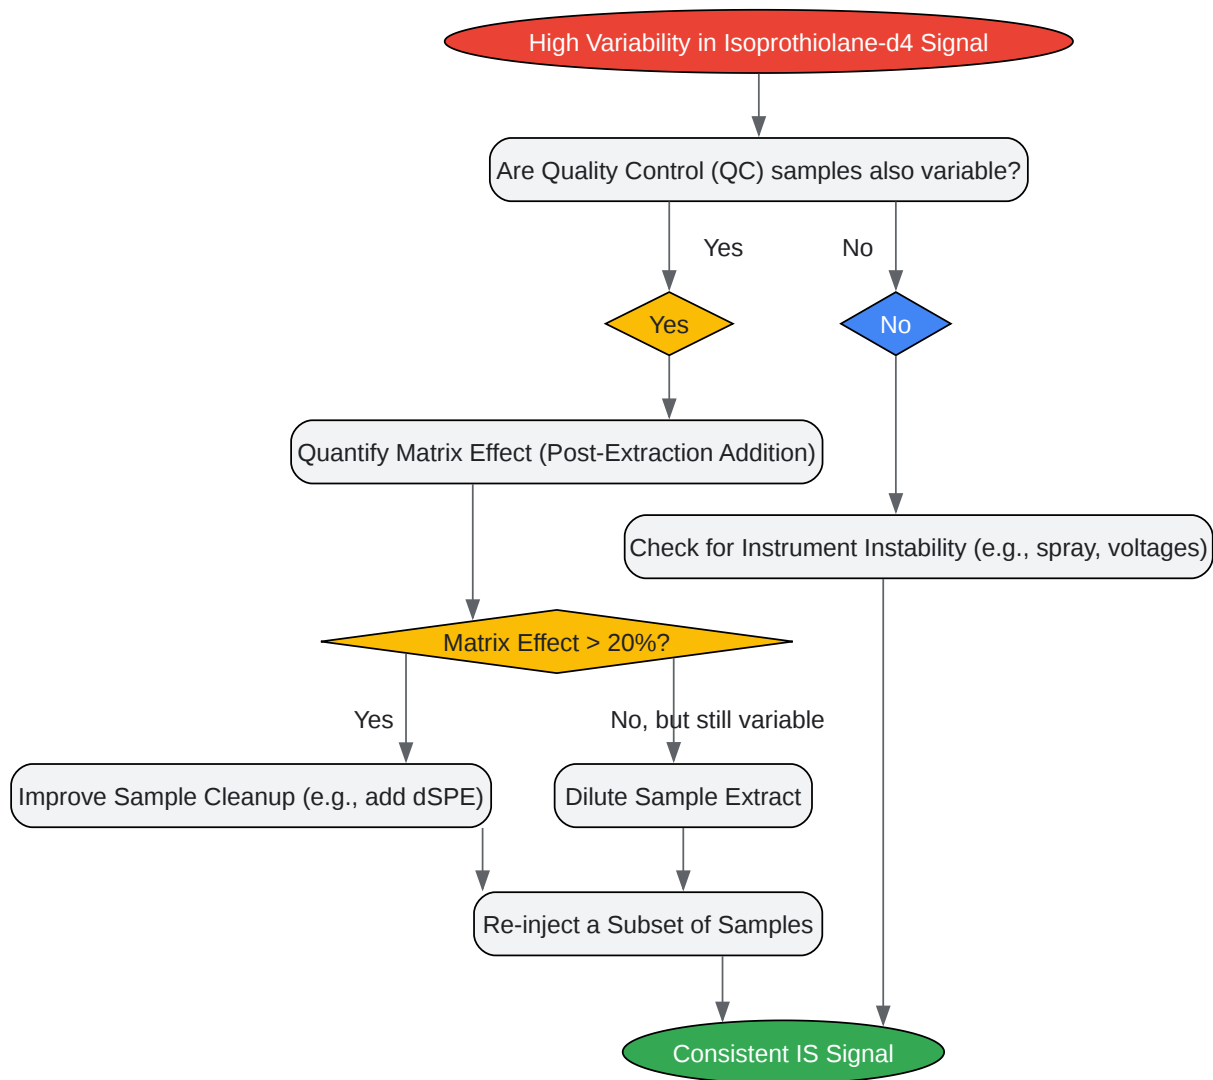 High Variability in Isoprothiolane-d4 Signal
Are Quality Control (QC) samples also variable?
Yes
No
Yes
No
Quantify Matrix Effect (Post-Extraction Addition)
Check for Instrument Instability (e.g., spray, voltages)
Matrix Effect > 20%?
Yes
No, but still variable
Improve Sample Cleanup (e.g., add dSPE)
Dilute Sample Extract
Re-inject a Subset of Samples
Consistent IS Signal